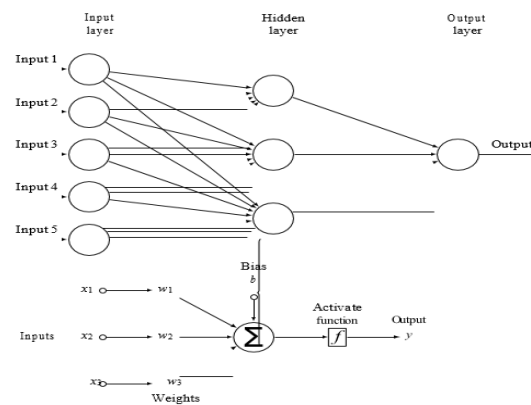 Input layer
Hidden layer
Output layer
Input 1
Input 2
Input 3
Input 4
Input 5
Output
Bias
b
x1
w1
Activate function
Output
Inputs
x2
w2
Σ
f
y
x3
w3
Weights